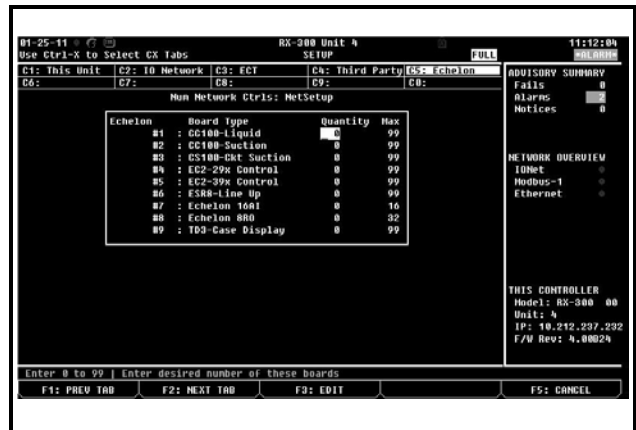 01-25-11 RX-300 Unit 4 11:12:04
Use Ctrl-X to Select CX Tabs SETUP FULL *ALARM*
C1: This Unit C2: IO Network C3: ECT C4: Third Party C5: Echelon
C6: C7: C8: C9: C0:
Num Network Ctrls: NetSetup
Echelon Board Type Quantity Max
#1 : CC100-Liquid 0 99
#2 : CC100-Suction 0 99
#3 : CS100-Ckt Suction 0 99
#4 : EC2-29x Control 0 99
#5 : EC2-39x Control 0 99
#6 : ESR8-Line Up 0 99
#7 : Echelon 16AI 0 16
#8 : Echelon 8RO 0 32
#9 : TD3-Case Display 0 99
ADVISORY SUMMARY
Fails 0
Alarms 2
Notices 0
NETWORK OVERVIEW
IONet
Modbus-1
Ethernet
THIS CONTROLLER
Model: RX-300 00
Unit: 4
IP: 10.212.237.232
F/W Rev: 4.00B24
Enter 0 to 99 | Enter desired number of these boards
F1: PREV TAB F2: NEXT TAB F3: EDIT F5: CANCEL